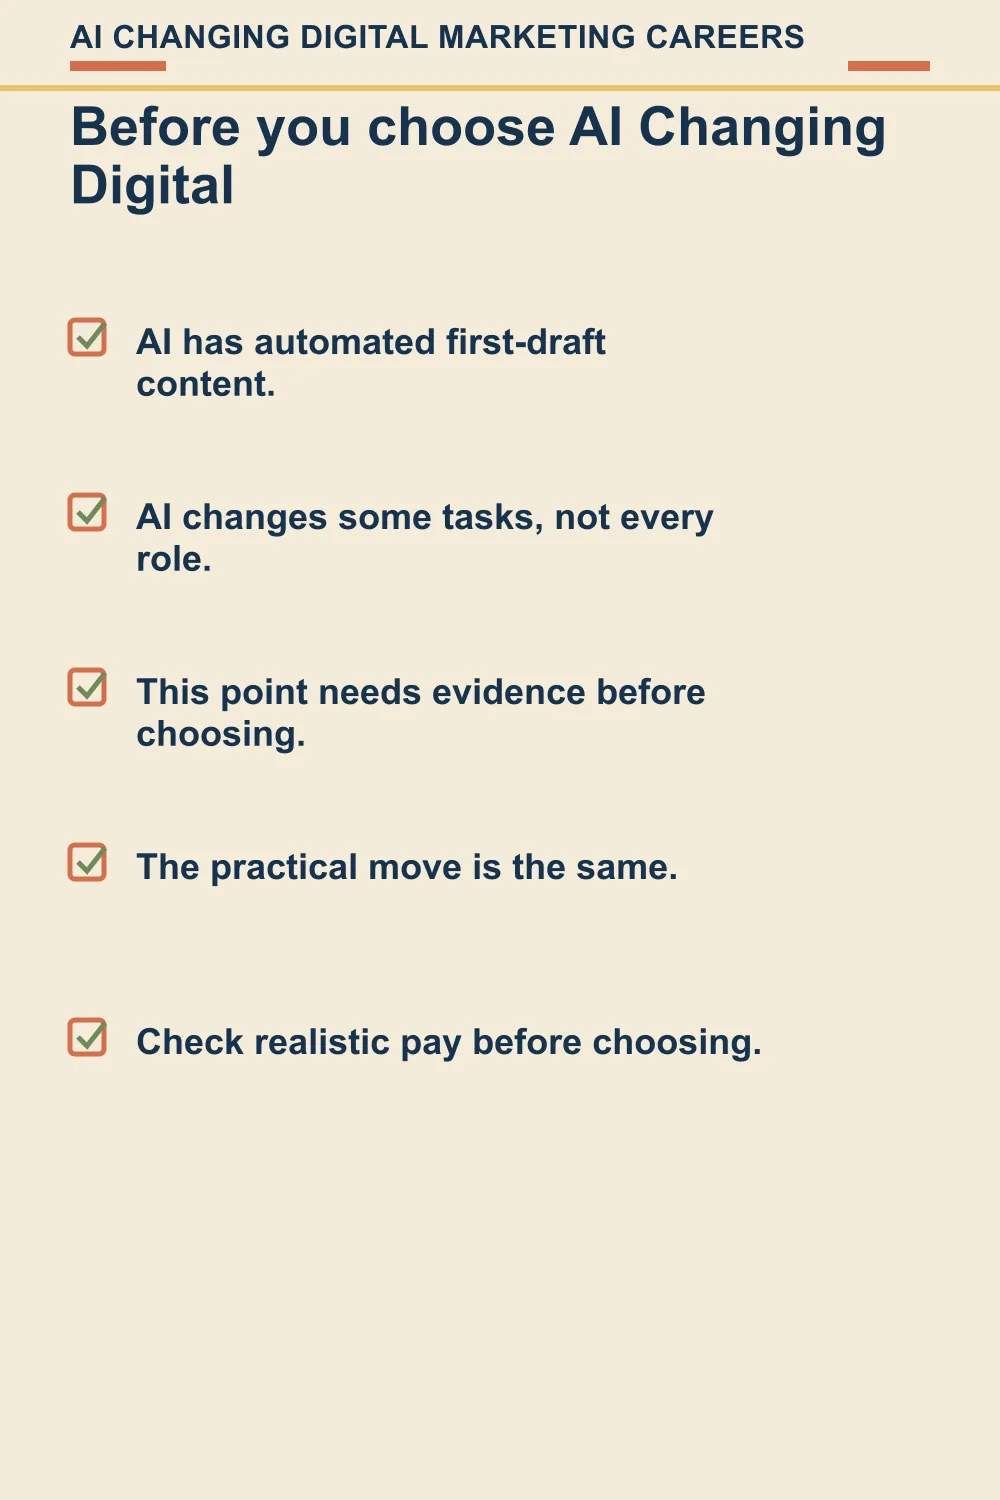 AI CHANGING DIGITAL MARKETING CAREERS
Before you choose AI Changing
Digital
AI has automated first-draft
content.
AI changes some tasks, not every
role.
This point needs evidence before
choosing.
The practical move is the same.
Check realistic pay before choosing.